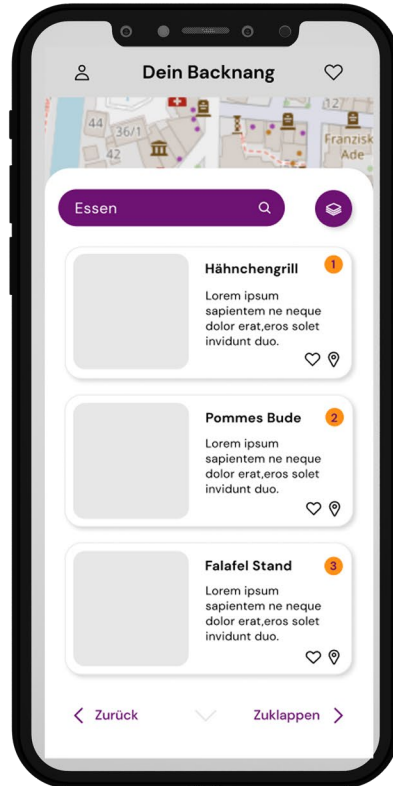 Dein Backnang
44
36/1
42
12
Franzisk
Ade
Essen
Hähnchengrill
1
Lorem ipsum
sapientem ne neque
dolor erat,eros solet
invidunt duo.
Pommes Bude
2
Lorem ipsum
sapientem ne neque
dolor erat,eros solet
invidunt duo.
Falafel Stand
3
Lorem ipsum
sapientem ne neque
dolor erat,eros solet
invidunt duo.
Zurück
Zuklappen